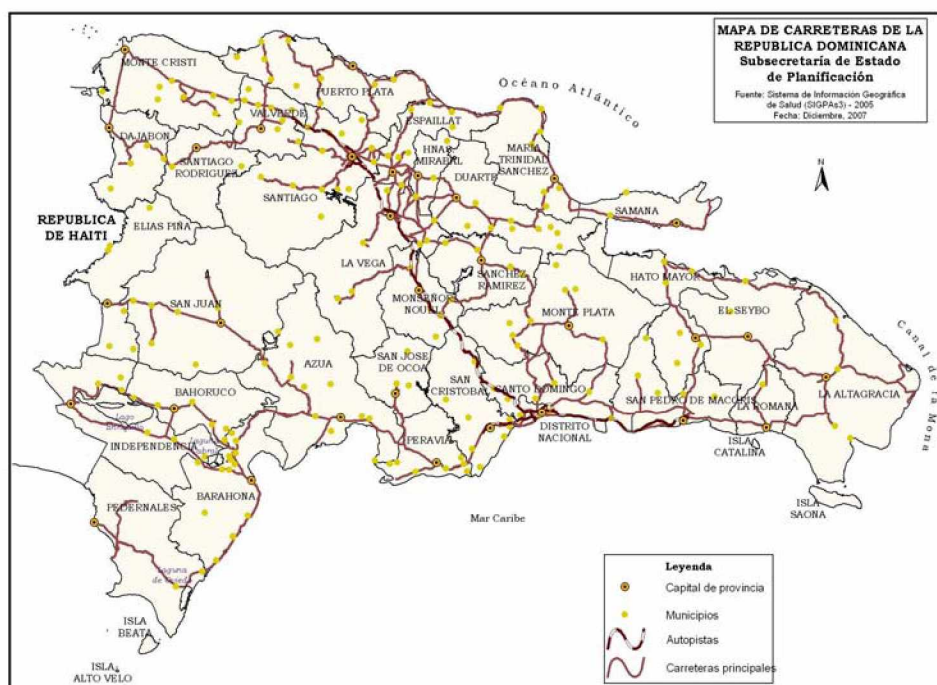 MAPA DE CARRETERAS DE LA
REPUBLICA DOMINICANA
Subsecretaría de Estado
de Planificación
Fuente: Sistema de Información Geográfica
de Salud (SIGPAs3) - 2005
Fecha: Diciembre, 2007
Océano Atlántico
MONTE CRISTI
PUERTO PLATA
ESPAILLAT
VALVERDE
DAJABON
SANTIAGO
RODRIGUEZ
HNAS
MIRABAL
MARIA
TRINIDAD
SANCHEZ
DUARTE
SANTIAGO
SAMANA
N
REPUBLICA
DE HAITI
ELIAS PIÑA
LA VEGA
SANCHEZ
RAMIREZ
HATO MAYOR
SAN JUAN
MONSEÑOR
NOUEL
MONTE PLATA
EL SEYBO
Canal de la Mona
AZUA
SAN JOSE
DE OCOA
SAN
CRISTOBAL
SANTO DOMINGO
BAHORUCO
SAN PEDRO DE MACORIS
LA ROMANA
LA ALTAGRACIA
Lago
INDEPENDENCIA
Laguna
PERAVIA
DISTRITO
NACIONAL
ISLA
CATALINA
ISLA
SAONA
BARAHONA
PEDERNALES
Mar Caribe
Laguna
de Oviedo
ISLA
BEATA
ISLA
ALTO VELO
Leyenda
Capital de provincia
Municipios
Autopistas
Carreteras principales